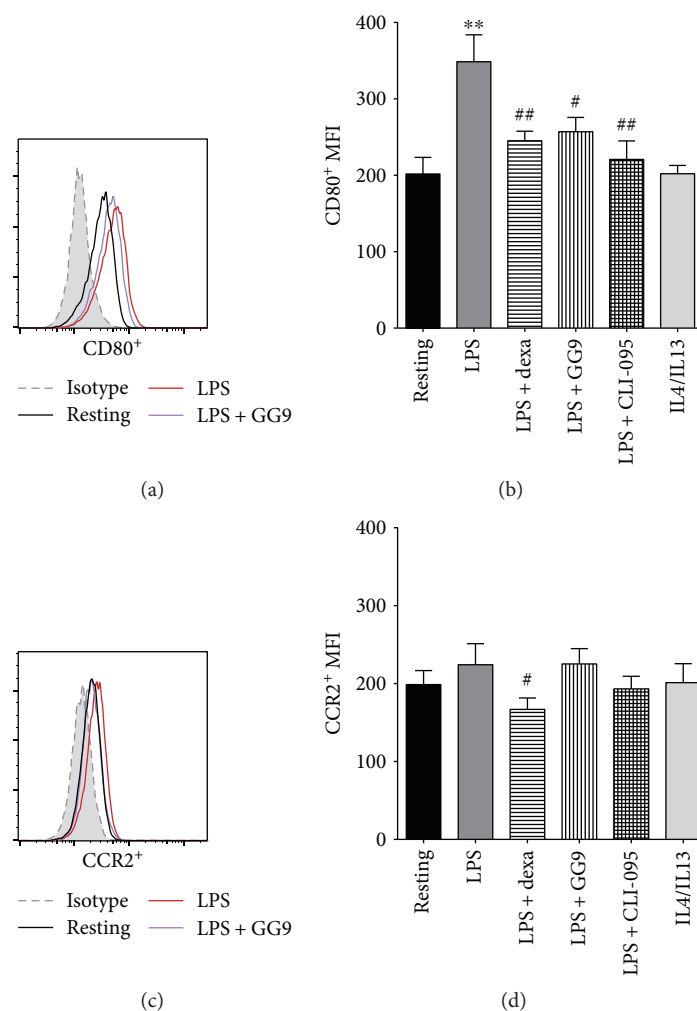 CD80⁺
Isotype
LPS
Resting
LPS + GG9
(a)
400
300
200
100
0
CD80⁺ MFI
**
##
#
##
Resting
LPS
LPS + dexa
LPS + GG9
LPS + CLI-095
IL4/IL13
(b)
CCR2⁺
Isotype
LPS
Resting
LPS + GG9
(c)
400
300
200
100
0
CCR2⁺ MFI
#
Resting
LPS
LPS + dexa
LPS + GG9
LPS + CLI-095
IL4/IL13
(d)